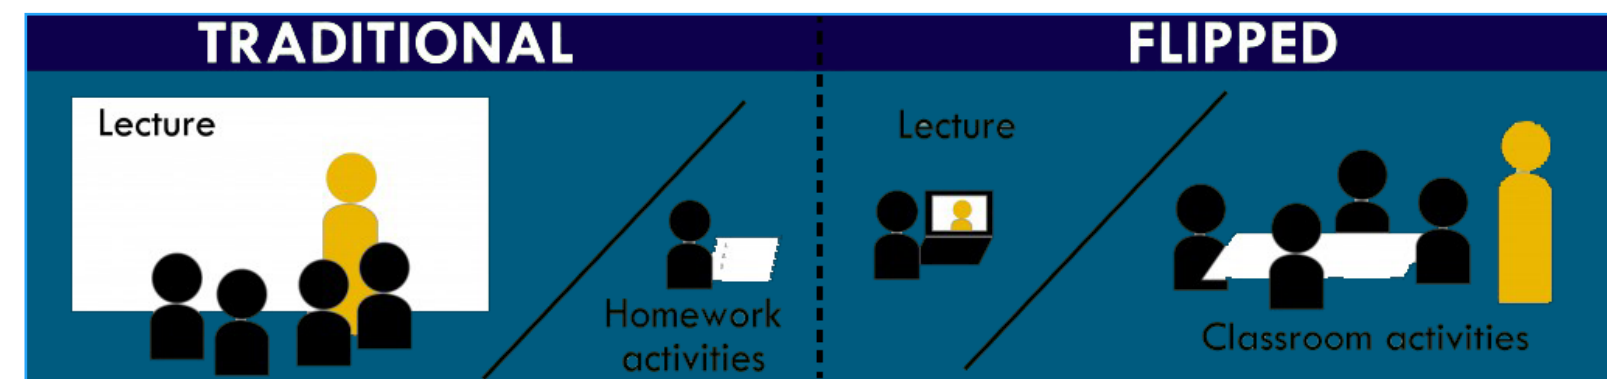 TRADITIONAL
Lecture
Homework
activities
FLIPPED
Lecture
Classroom activities